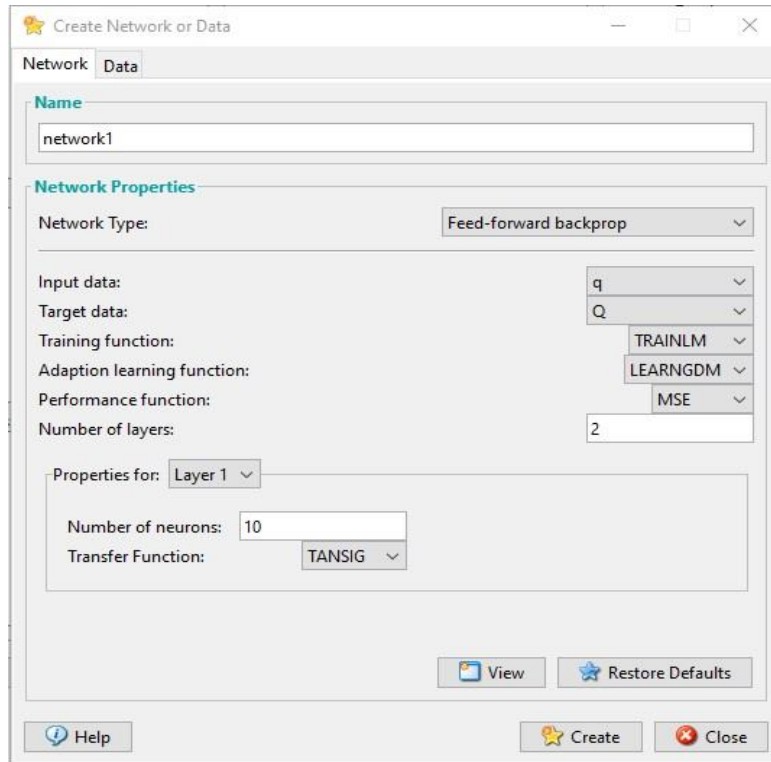 Create Network or Data
Network Data
Name
network1
Network Properties
Network Type: Feed-forward backprop
Input data: q
Target data: Q
Training function: TRAINLM
Adaption learning function: LEARNGDM
Performance function: MSE
Number of layers: 2
Properties for: Layer 1
Number of neurons: 10
Transfer Function: TANSIG
View Restore Defaults
Help Create Close